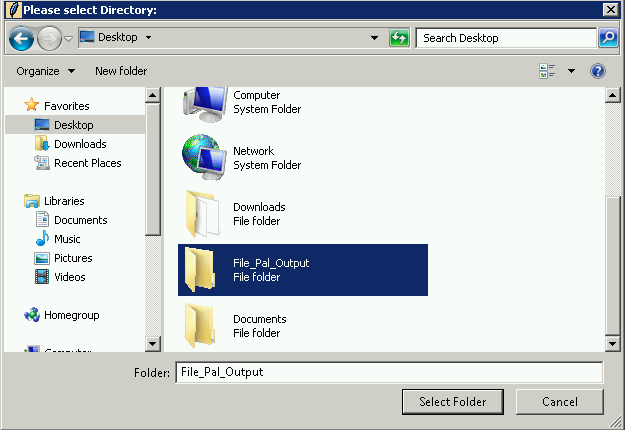 Please select Directory:
Desktop
Search Desktop
Organize
New folder
Favorites
Desktop
Downloads
Recent Places
Libraries
Documents
Music
Pictures
Videos
Homegroup
Computer
System Folder
Network
System Folder
Downloads
File folder
File_Pal_Output
File folder
Documents
File folder
Folder:
File_Pal_Output
Select Folder
Cancel